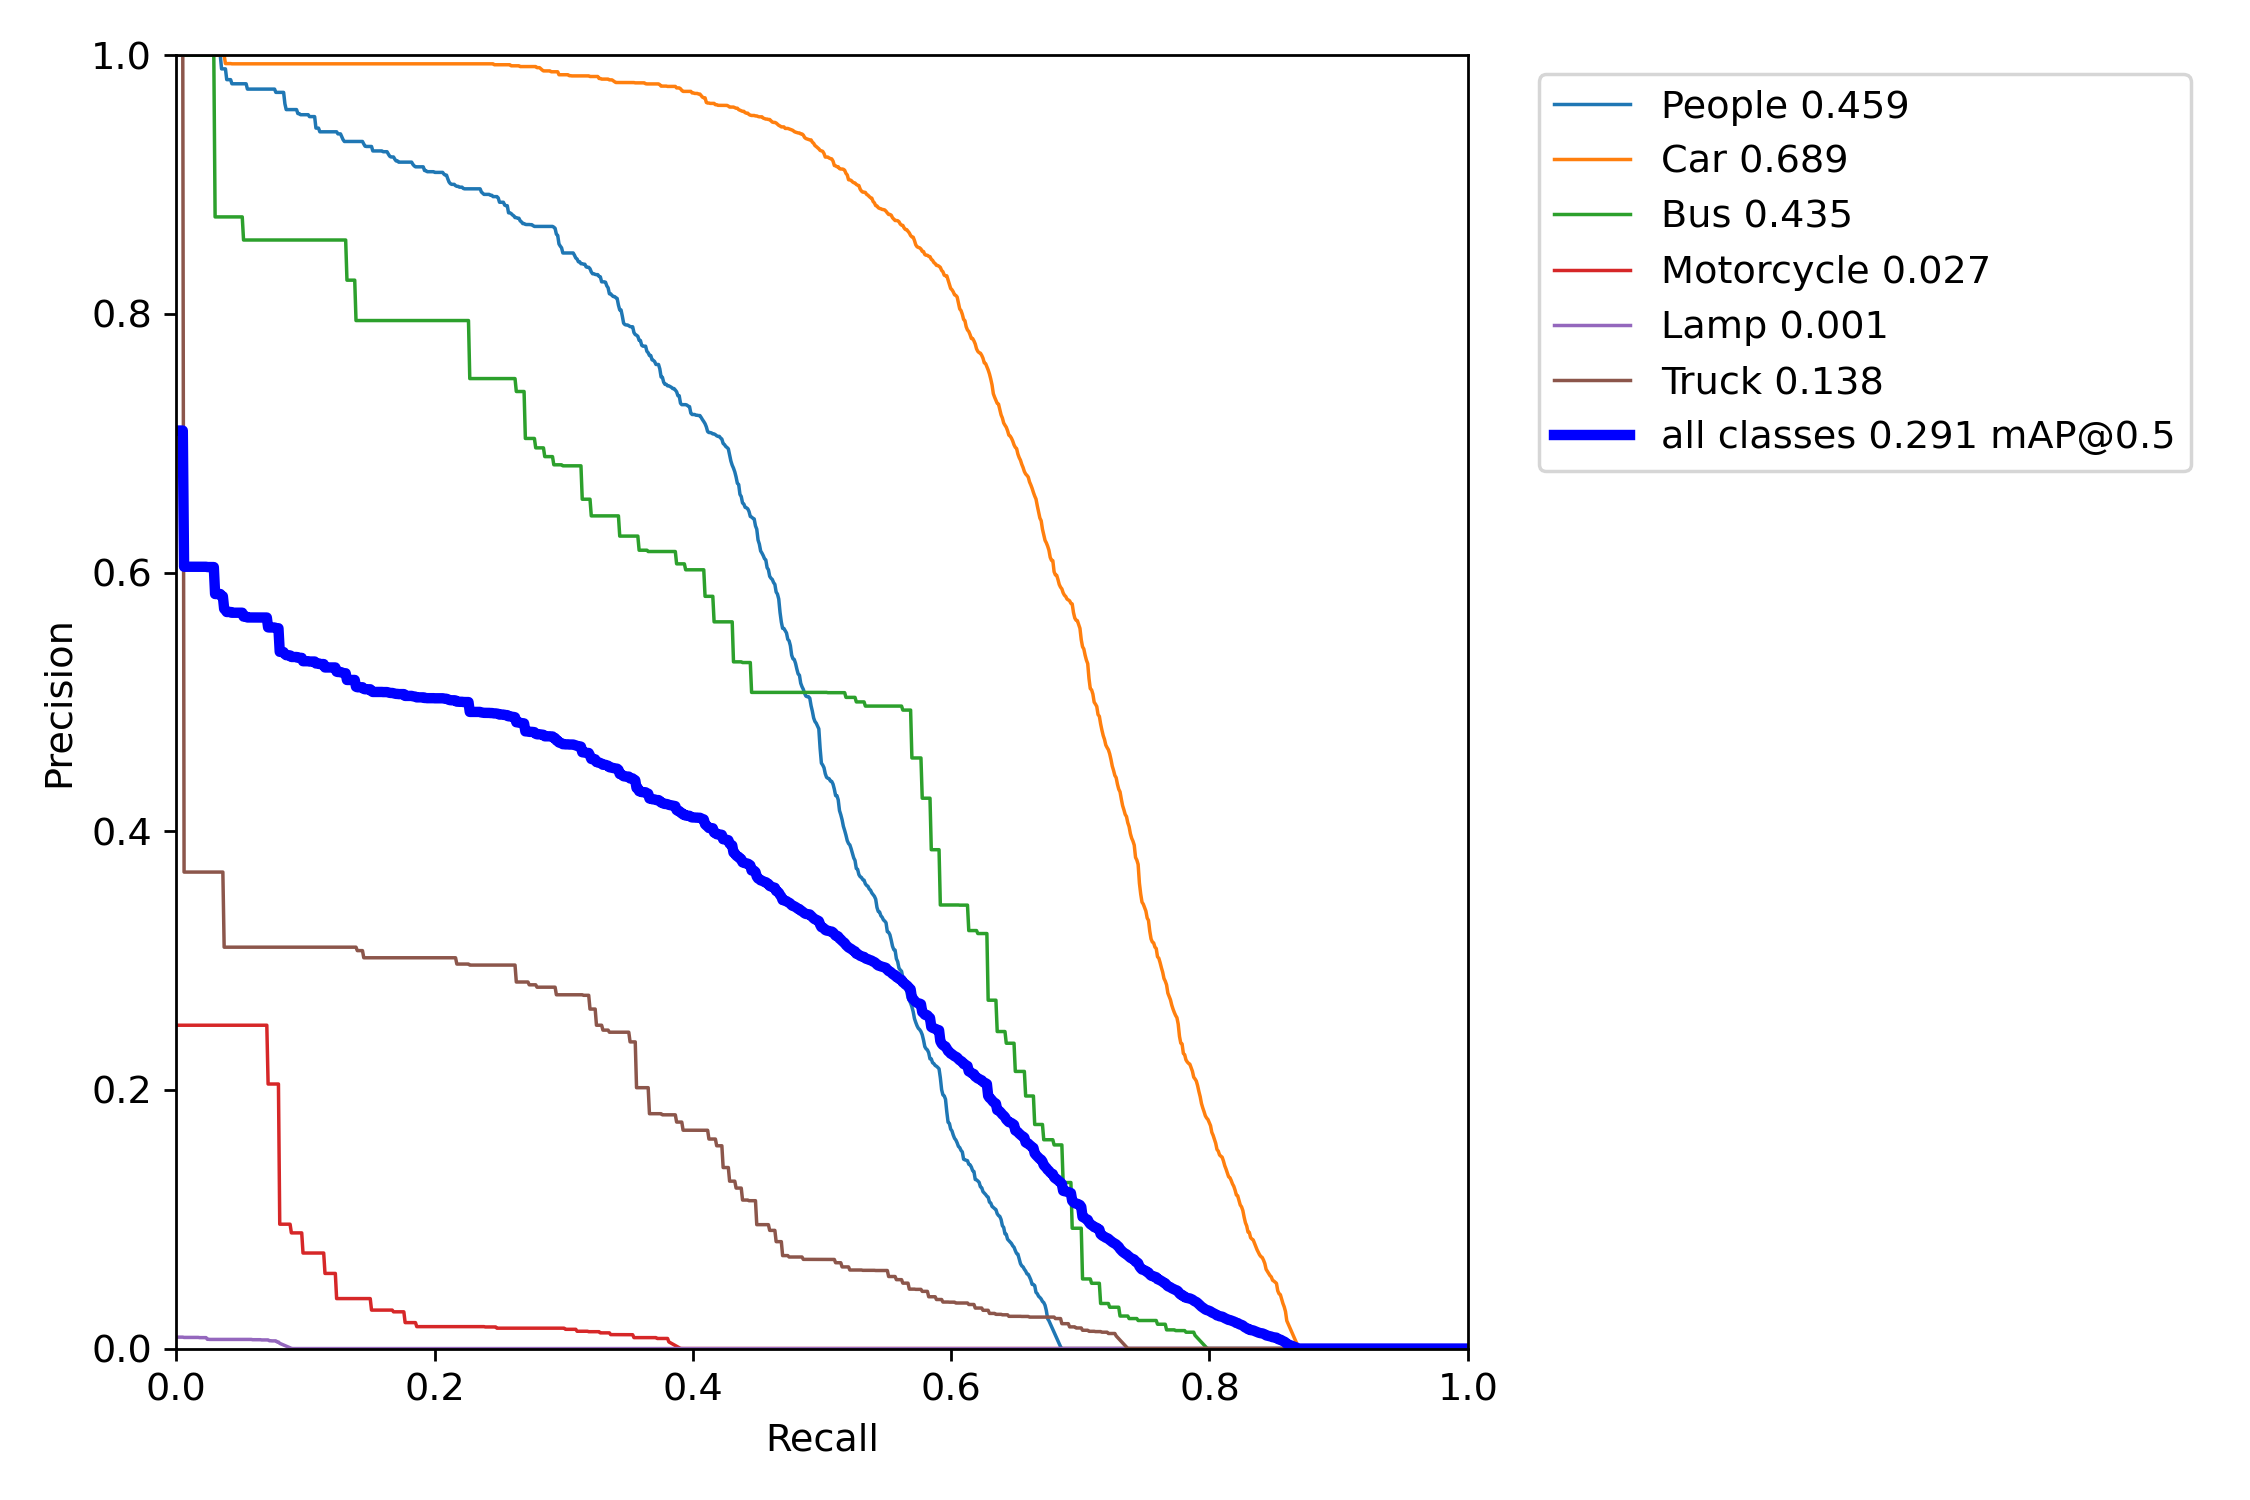 1.0
0.8
0.6
0.4
0.2
0.0
Precision
0.0 0.2 0.4 0.6 0.8 1.0
Recall
People 0.459
Car 0.689
Bus 0.435
Motorcycle 0.027
Lamp 0.001
Truck 0.138
all classes 0.291 mAP@0.5